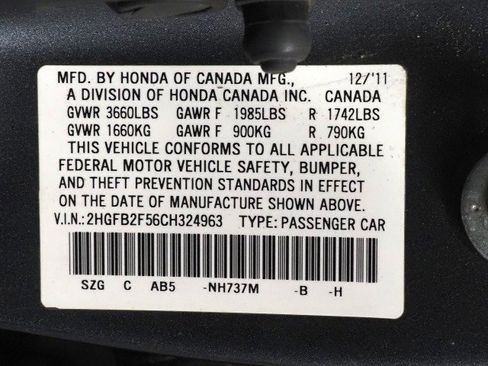 MFD. BY HONDA OF CANADA MFG., 12/'11
A DIVISION OF HONDA CANADA INC. CANADA
GVWR 3660LBS GAWR F 1985LBS R 1742LBS
GVWR 1660KG GAWR F 900KG R 790KG
THIS VEHICLE CONFORMS TO ALL APPLICABLE
FEDERAL MOTOR VEHICLE SAFETY, BUMPER,
AND THEFT PREVENTION STANDARDS IN EFFECT
ON THE DATE OF MANUFACTURE SHOWN ABOVE.
V.I.N.: 2HGFB2F56CH324963 TYPE: PASSENGER CAR
SZG C AB5 -NH737M -B -H